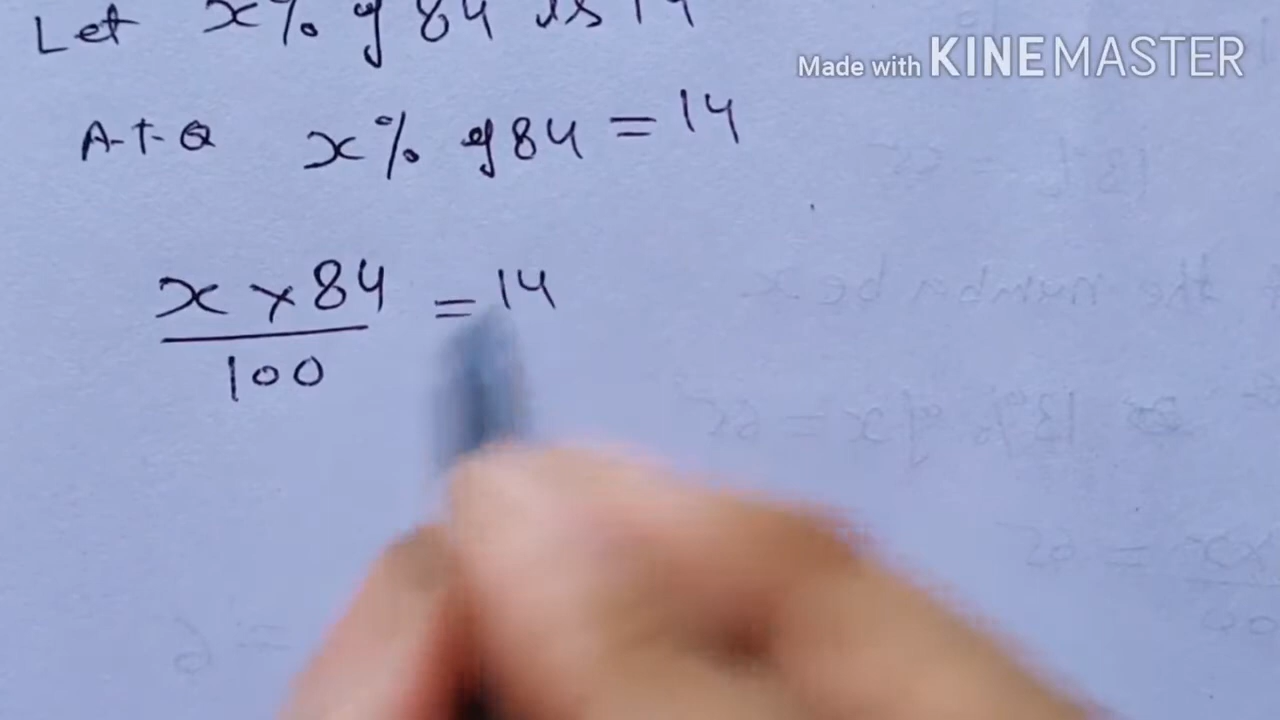 Let x% of 84 is 14
Made with KINEMASTER
A-T-Q x% of 84 = 14
x × 84 = 14
100